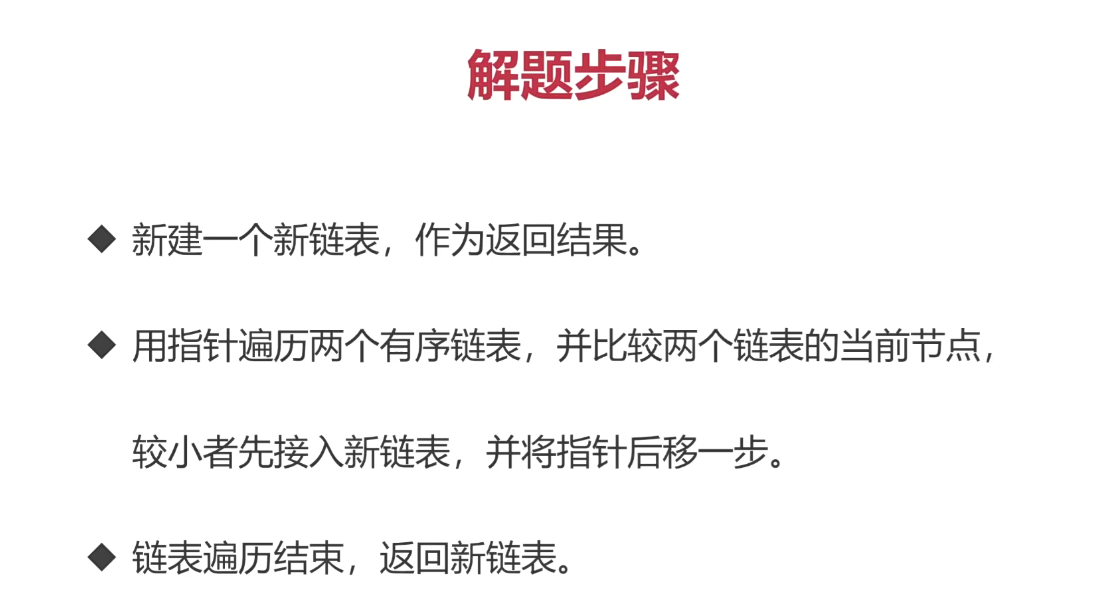 解题步骤
◆ 新建一个新链表，作为返回结果。
◆ 用指针遍历两个有序链表，并比较两个链表的当前节点，
较小者先接入新链表，并将指针后移一步。
◆ 链表遍历结束，返回新链表。